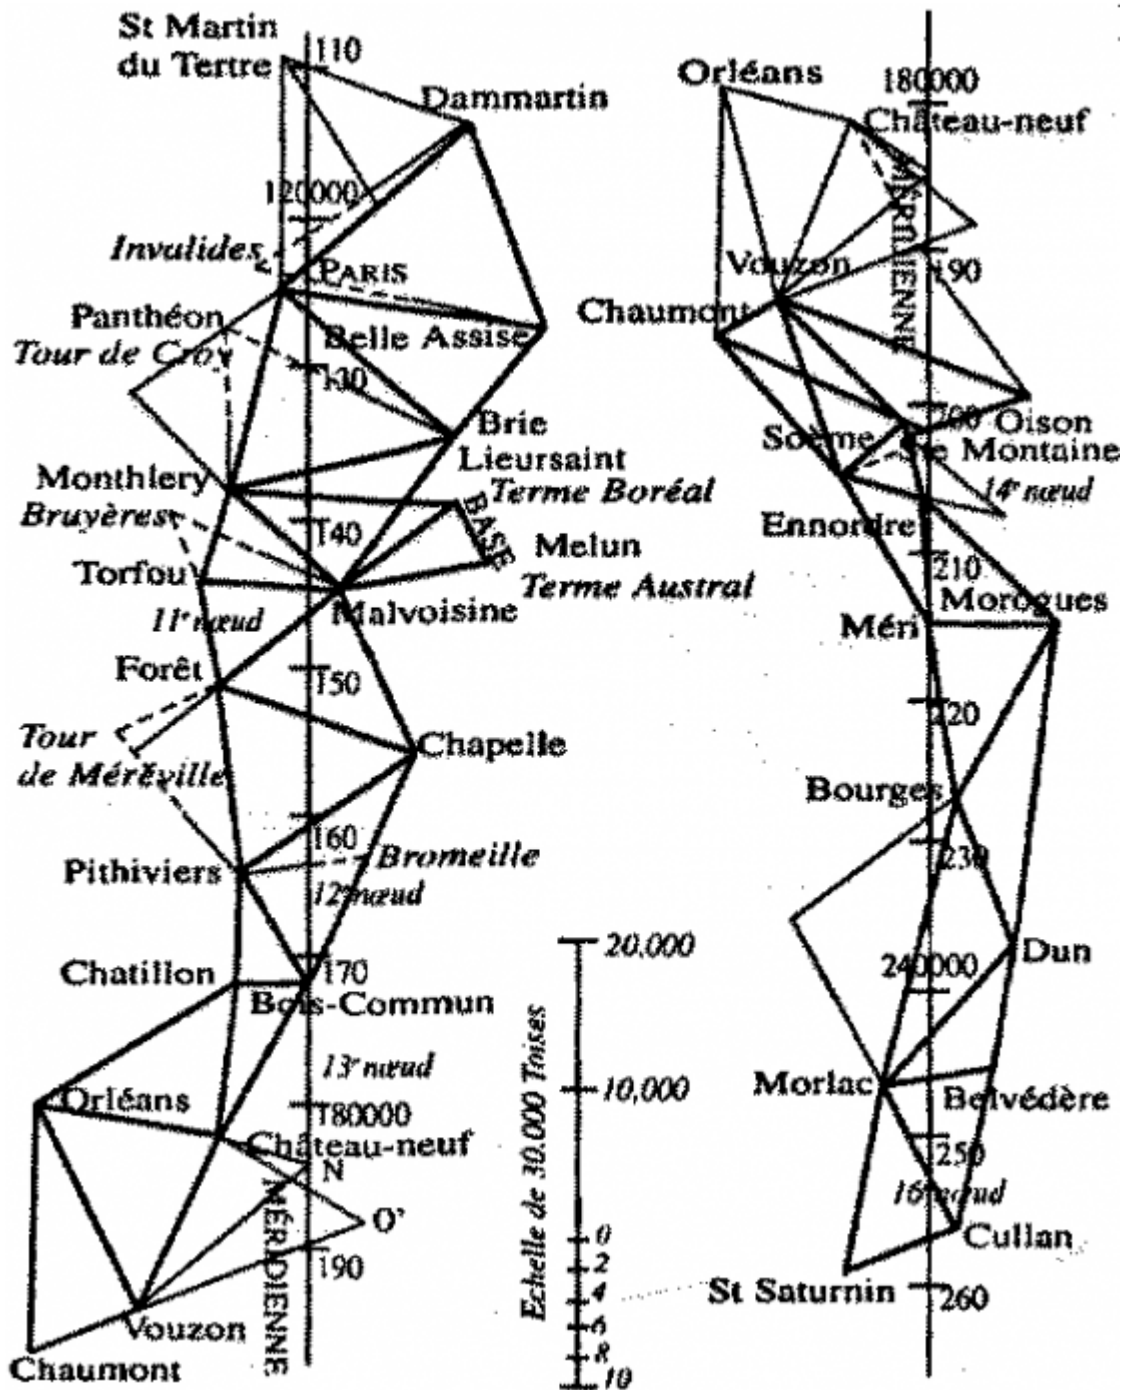 St Martin
du Tertre
110
Dammartin
120000
Invalides
PARIS
Panthéon
Belle Assise
Tour de Croy
130
Brie
Lieursaint
Monthlery
Terme Boréal
Bruyères
BASE
140
Melun
Torfou
Terme Austral
Malvoisine
11e nœud
Forêt
150
Tour
de Méréville
Chapelle
160
Bromeille
Pithiviers
12e nœud
170
Chatillon
Bois-Commun
13e nœud
Orléans
180000
Château-neuf
N
O'
MÉRIDIENNE
190
Vouzon
Chaumont
Echelle de 30.000 Toises
20,000
10,000
0
2
4
6
8
10
Orléans
180000
Château-neuf
MÉRIDIENNE
Vouzon
190
Chaumont
200
Oison
Soême
Ste Montaine
14e nœud
Ennordre
210
Morogues
Méri
220
Bourges
230
Dun
240000
Morlac
Belvédère
250
16e nœud
Cullan
St Saturnin
260